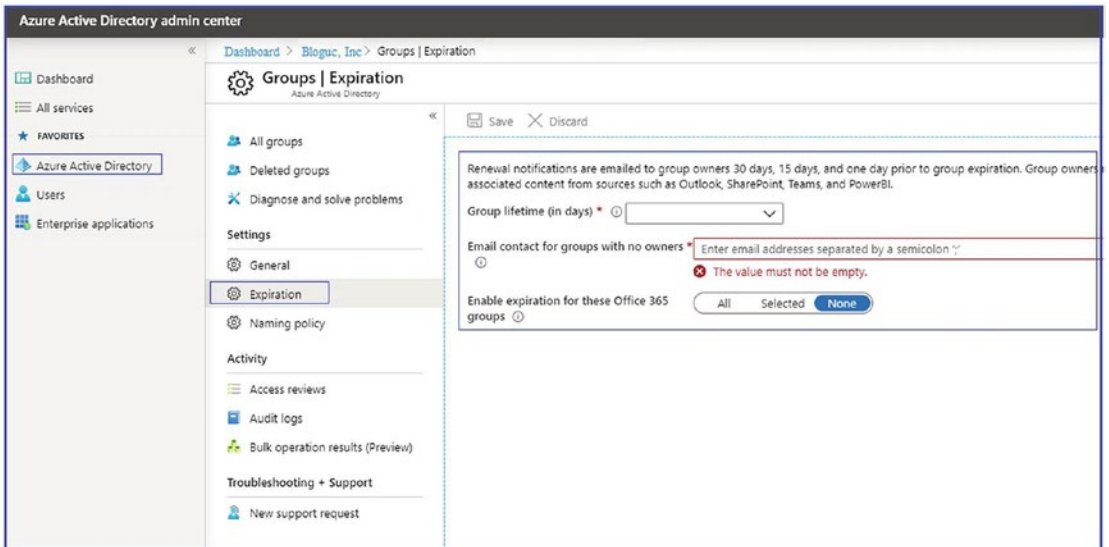 Azure Active Directory admin center
«
Dashboard
All services
FAVORITES
Azure Active Directory
Users
Enterprise applications
Dashboard > Bloguc, Inc > Groups | Expiration
Groups | Expiration
Azure Active Directory
«
All groups
Deleted groups
Diagnose and solve problems
Settings
General
Expiration
Naming policy
Activity
Access reviews
Audit logs
Bulk operation results (Preview)
Troubleshooting + Support
New support request
Save Discard
Renewal notifications are emailed to group owners 30 days, 15 days, and one day prior to group expiration. Group owners
associated content from sources such as Outlook, SharePoint, Teams, and PowerBI.
Group lifetime (in days) *
Email contact for groups with no owners *
Enter email addresses separated by a semicolon ';'
The value must not be empty.
Enable expiration for these Office 365
groups
All Selected None